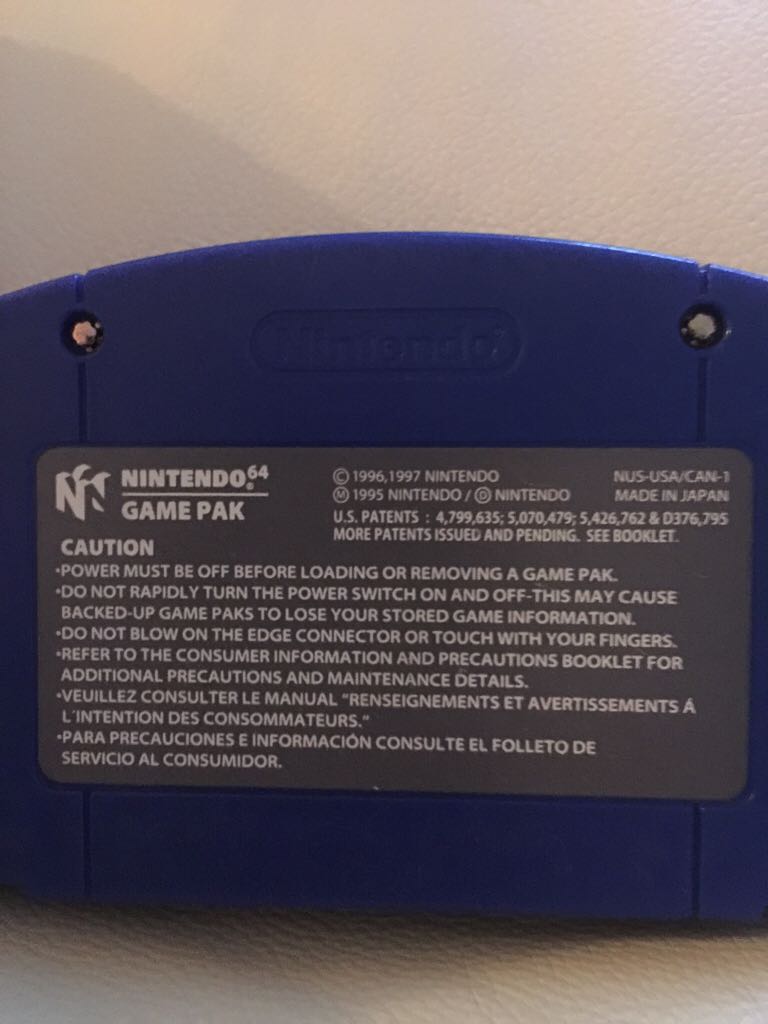 Nintendo
NINTENDO⁶⁴
GAME PAK
© 1996,1997 NINTENDO
Ⓜ 1995 NINTENDO / Ⓓ NINTENDO
NUS-USA/CAN-1
MADE IN JAPAN
U.S. PATENTS : 4,799,635; 5,070,479; 5,426,762 & D376,795
MORE PATENTS ISSUED AND PENDING. SEE BOOKLET.
CAUTION
•POWER MUST BE OFF BEFORE LOADING OR REMOVING A GAME PAK.
•DO NOT RAPIDLY TURN THE POWER SWITCH ON AND OFF-THIS MAY CAUSE
BACKED-UP GAME PAKS TO LOSE YOUR STORED GAME INFORMATION.
•DO NOT BLOW ON THE EDGE CONNECTOR OR TOUCH WITH YOUR FINGERS.
•REFER TO THE CONSUMER INFORMATION AND PRECAUTIONS BOOKLET FOR
ADDITIONAL PRECAUTIONS AND MAINTENANCE DETAILS.
•VEUILLEZ CONSULTER LE MANUAL "RENSEIGNEMENTS ET AVERTISSEMENTS Á
L'INTENTION DES CONSOMMATEURS."
•PARA PRECAUCIONES E INFORMACIÓN CONSULTE EL FOLLETO DE
SERVICIO AL CONSUMIDOR.